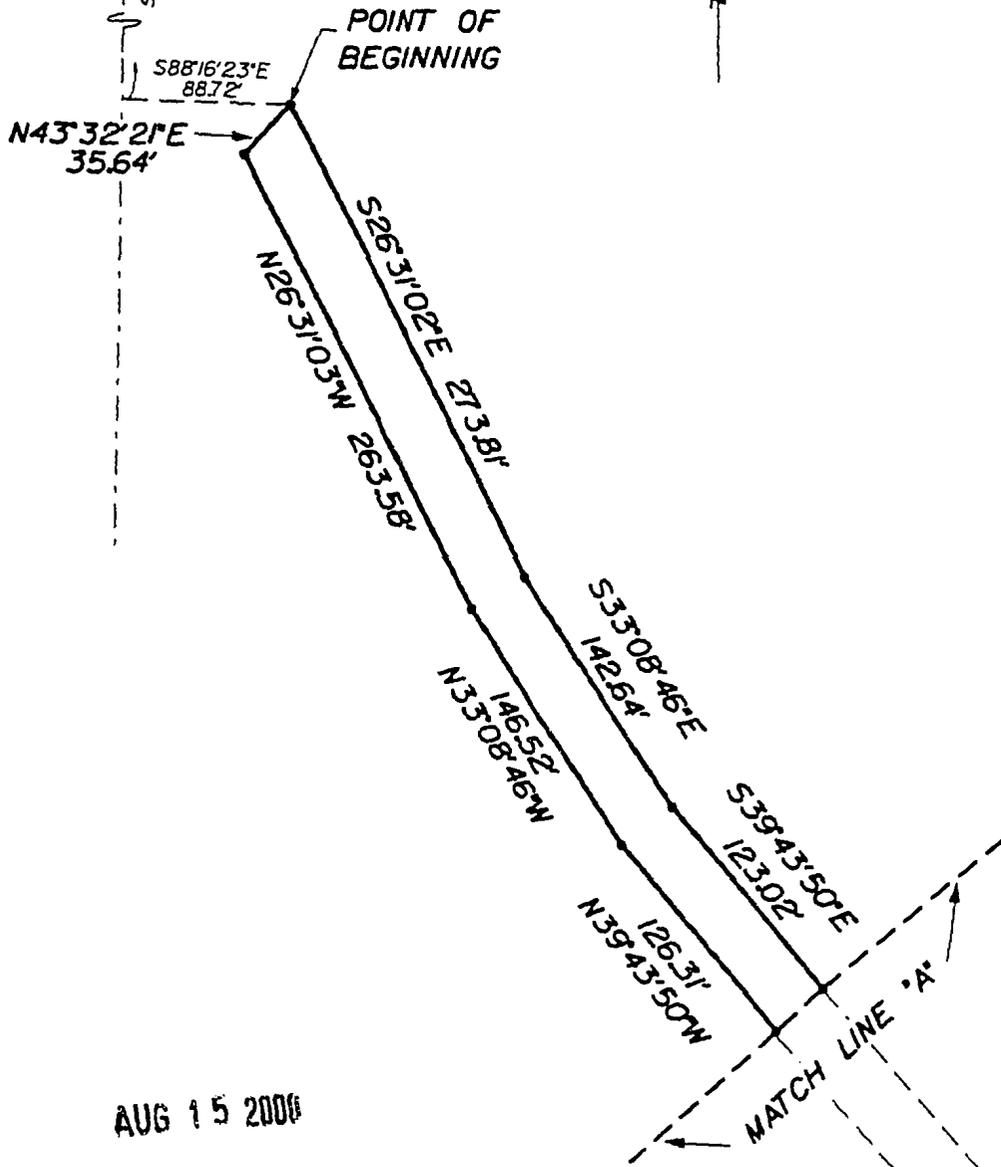 POINT OF
BEGINNING
S88°16'23"E
88.72'
N43°32'21"E
35.64'
S26°31'02"E 273.81'
N26°31'03"W 263.58'
S33°08'46"E
142.64'
146.52'
N33°08'46"W
S39°43'50"E
123.02'
126.31'
N39°43'50"W
MATCH LINE "A"
AUG 15 2000